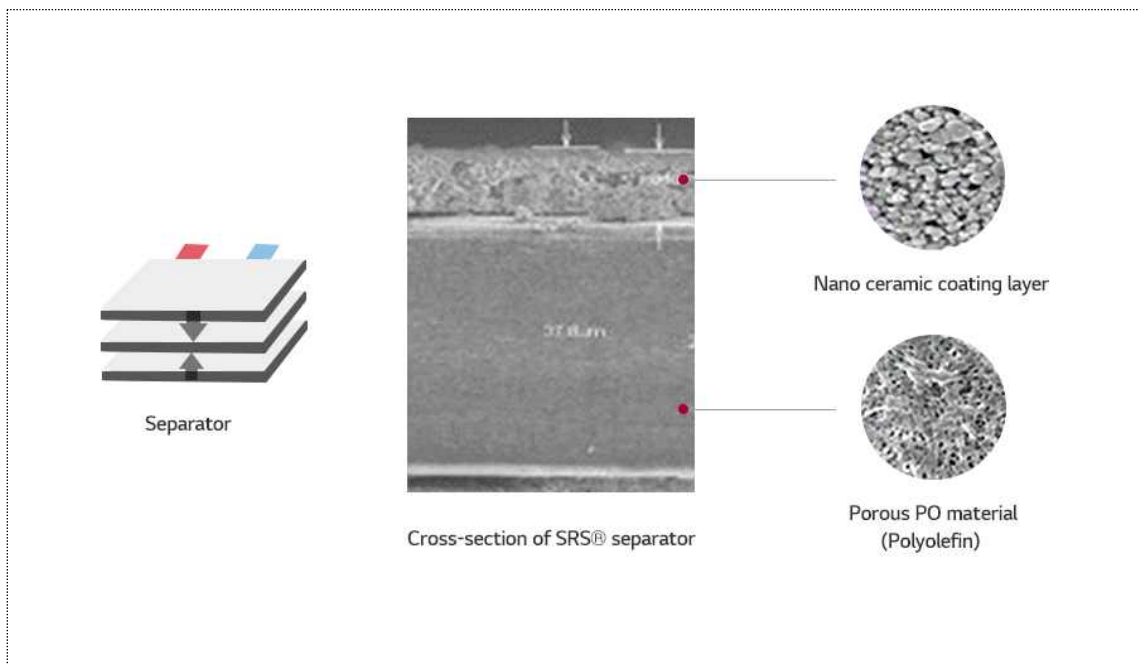 Nano ceramic coating layer
Separator
Cross-section of SRS® separator
Porous PO material
(Polyolefin)